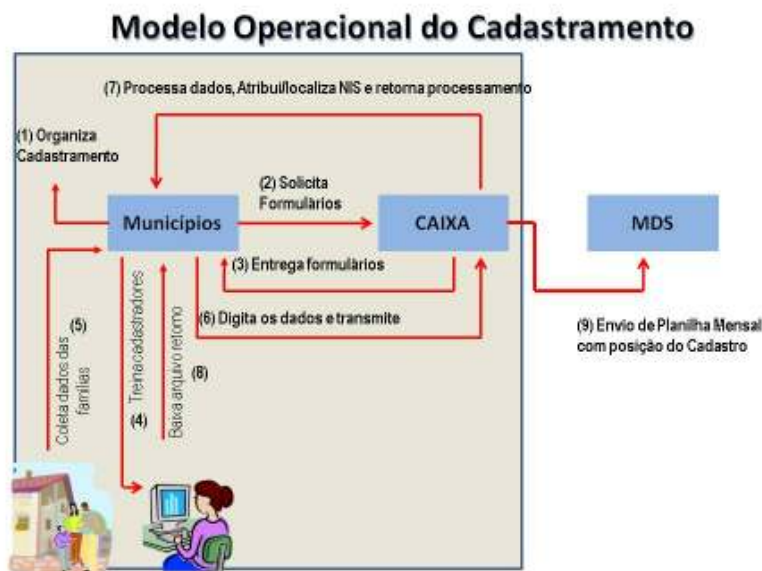 Modelo Operacional do Cadastramento
(7) Processa dados, Atribui/localiza NIS e retorna processamento
(1) Organiza
Cadastramento
(2) Solicita
Formulários
Municípios
CAIXA
MDS
(3) Entrega formulários
(6) Digita os dados e transmite
(9) Envio de Planilha Mensal
com posição do Cadastro
Coleta dados das
famílias
(5)
Treina cadastradores
(4)
Baixa arquivo retorno
(8)